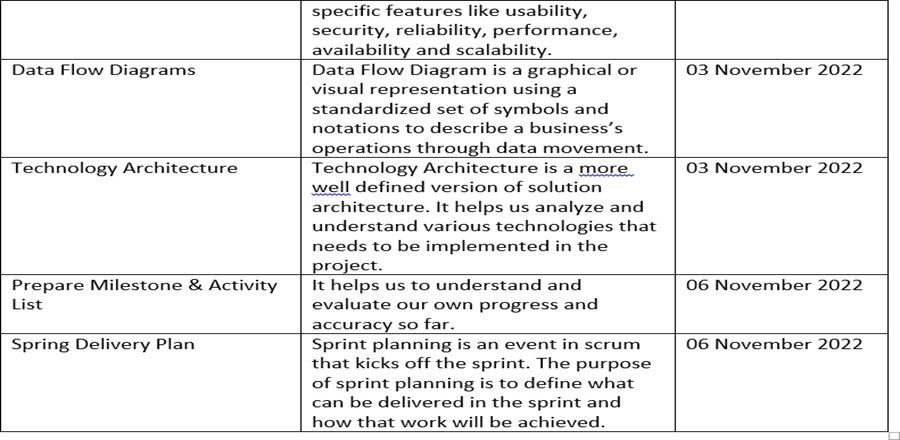 specific features like usability,
security, reliability, performance,
availability and scalability.
Data Flow Diagrams
Data Flow Diagram is a graphical or
visual representation using a
standardized set of symbols and
notations to describe a business’s
operations through data movement.
03 November 2022
Technology Architecture
Technology Architecture is a more
well defined version of solution
architecture. It helps us analyze and
understand various technologies that
needs to be implemented in the
project.
03 November 2022
Prepare Milestone & Activity
List
It helps us to understand and
evaluate our own progress and
accuracy so far.
06 November 2022
Spring Delivery Plan
Sprint planning is an event in scrum
that kicks off the sprint. The purpose
of sprint planning is to define what
can be delivered in the sprint and
how that work will be achieved.
06 November 2022